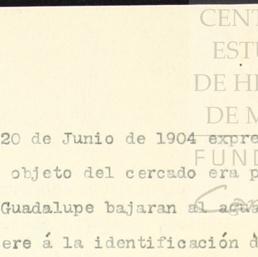 CENT
ESTU
DE HI
DE M
FUND
20 de Junio de 1904 expre
objeto del cercado era p
Guadalupe bajaran al agua
ere á la identificación d